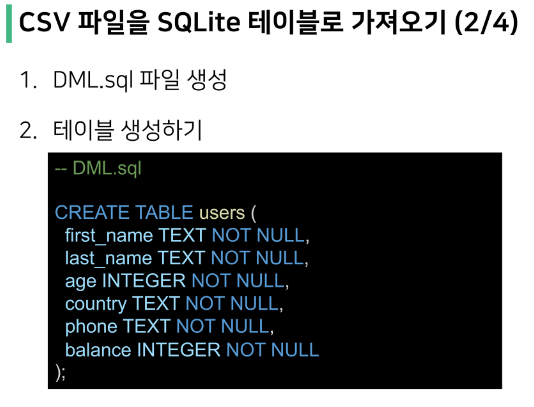 CSV 파일을 SQLite 테이블로 가져오기 (2/4)
1. DML.sql 파일 생성
2. 테이블 생성하기
-- DML.sql
CREATE TABLE users (
first_name TEXT NOT NULL,
last_name TEXT NOT NULL,
age INTEGER NOT NULL,
country TEXT NOT NULL,
phone TEXT NOT NULL,
balance INTEGER NOT NULL
);